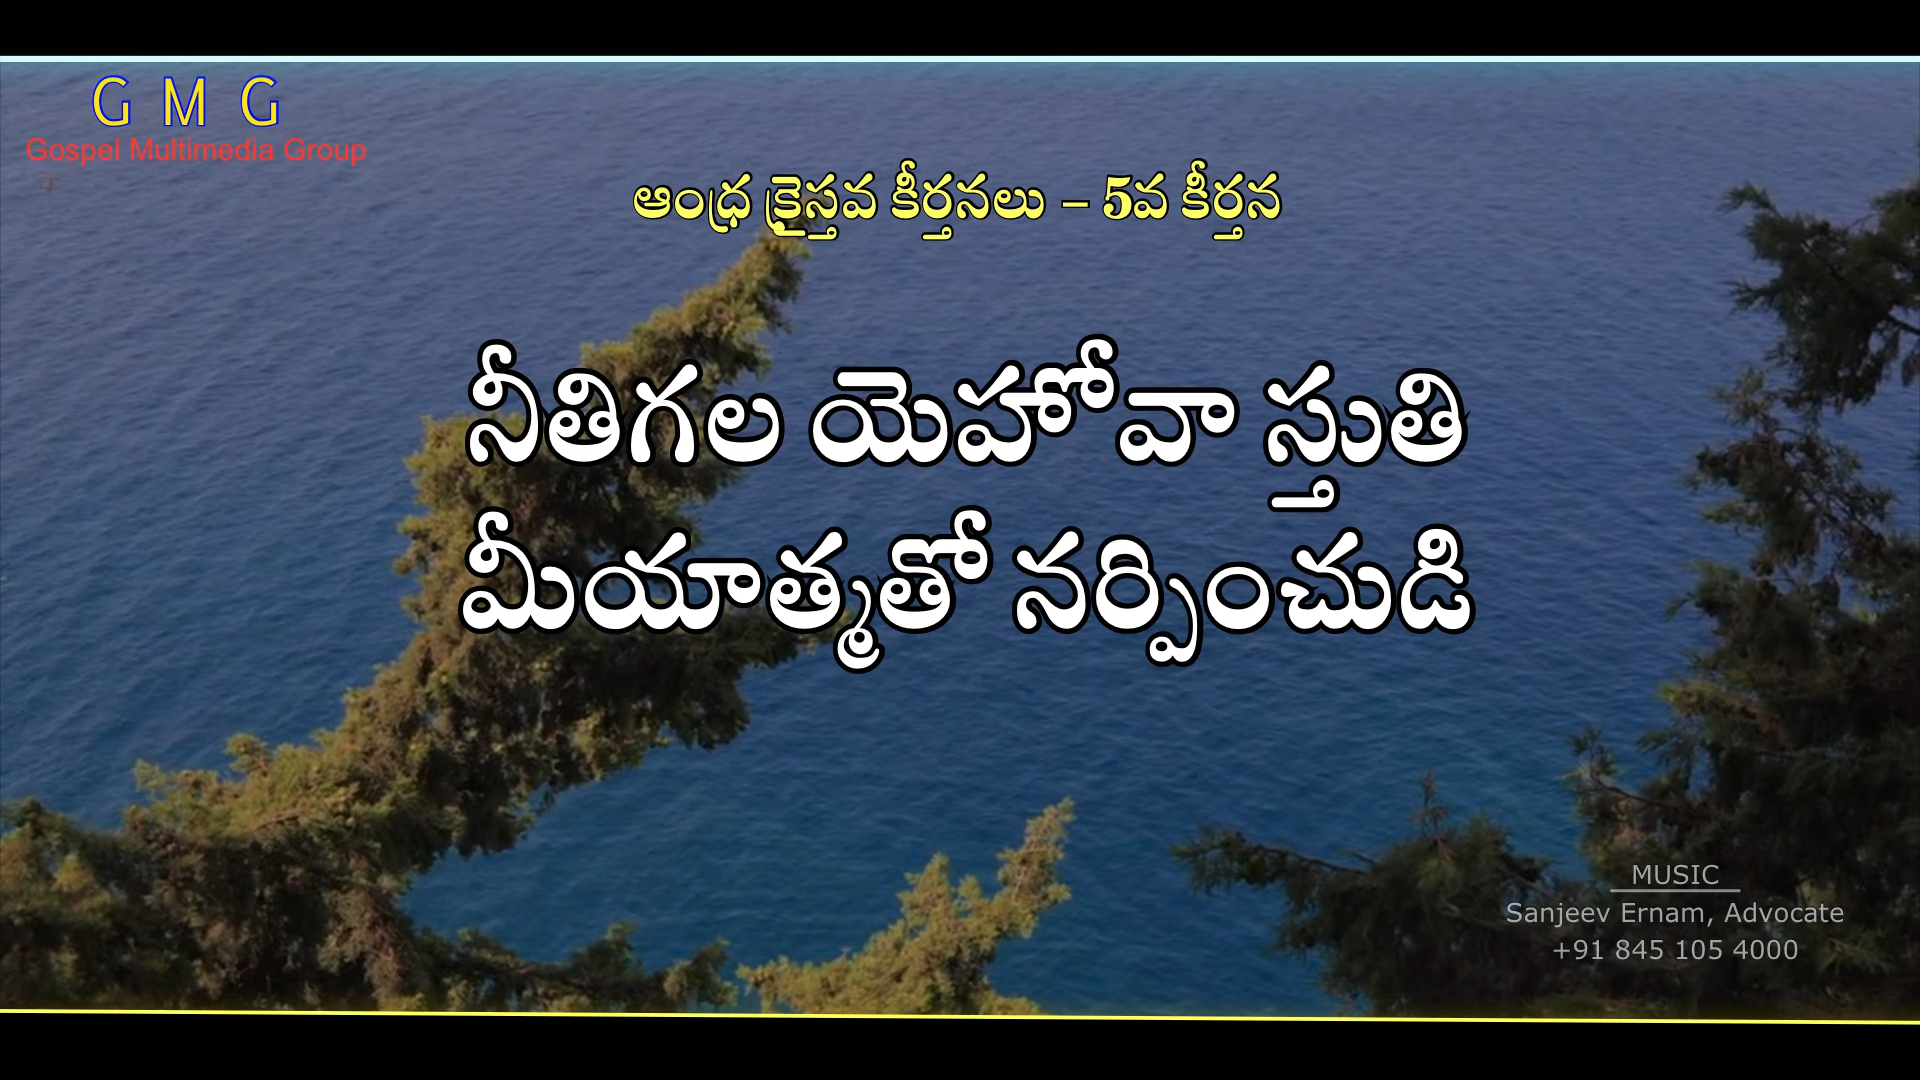 G M G
Gospel Multimedia Group
ఆంధ్ర క్రైస్తవ కీర్తనలు – 5వ కీర్తన
నీతిగల యెహోవా స్తుతి
మీయాత్మతో నర్పించుడి
MUSIC
Sanjeev Ernam, Advocate
+91 845 105 4000